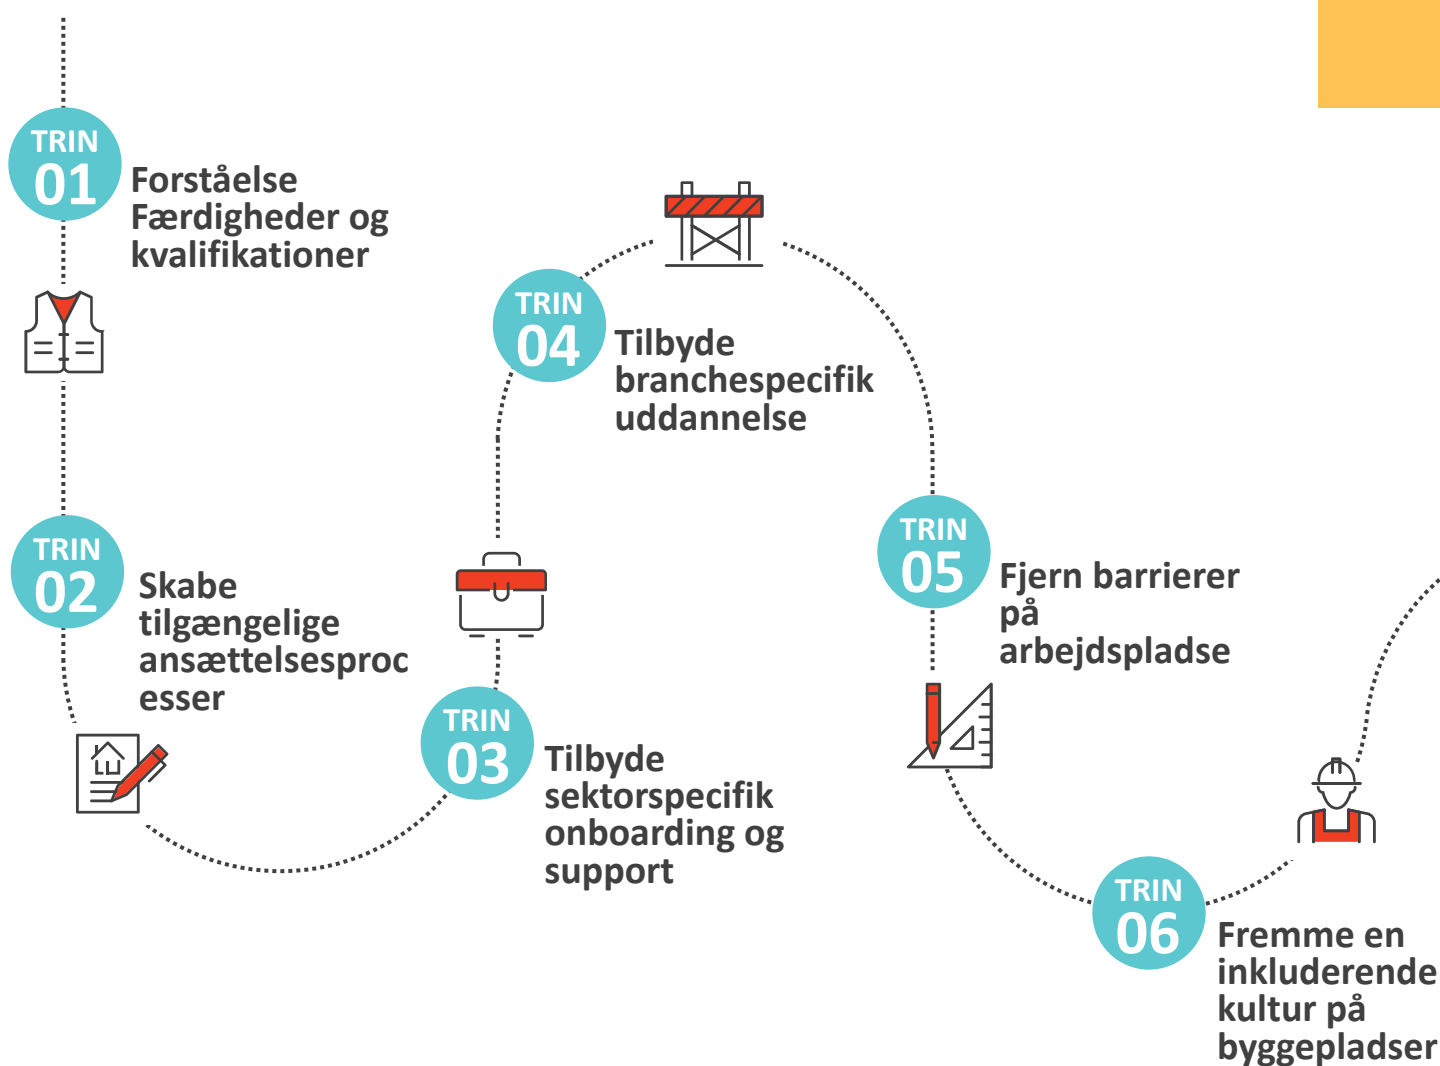 TRIN
01
Forståelse
Færdigheder og
kvalifikationer
TRIN
02
Skabe
tilgængelige
ansættelsesproc
esser
TRIN
03
Tilbyde
sektorspecifik
onboarding og
support
TRIN
04
Tilbyde
branchespecifik
uddannelse
TRIN
05
Fjern barrierer
på
arbejdspladse
TRIN
06
Fremme en
inkluderende
kultur på
byggepladser